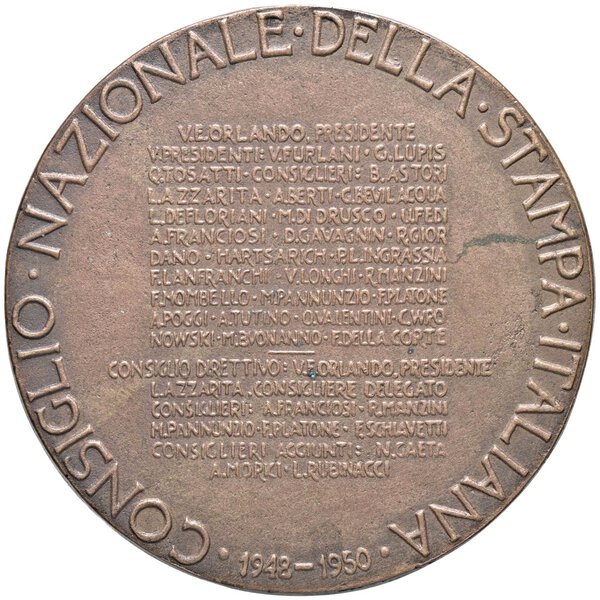 CONSIGLIO · NAZIONALE · DELLA · STAMPA · ITALIANA ·
V.E.ORLANDO, PRESIDENTE
V·PRESIDENTI: V.FURLANI · G.LUPIS
Q.TOSATTI · CONSIGLIERI: B.ASTORI
L.AZZARITA · A.BERTI · G.BEVILACQUA
L.DEFLORIANI · M.DI DRUSCO · U.FEDI
A.FRANCIOSI · D.GAVAGNIN · R.GIOR
DANO · HARTSARICH · P.L.INGRASSIA
F.LANFRANCHI · V.LONGHI · R.MANZINI
F.NOMBELLO · M.PANNUNZIO · F.PLATONE
A.POGGI · A.TUTINO · Q.VALENTINI · C.WRO
NOWSKI · M.BVONANNO · F.DELLA CORTE
CONSIGLIO DIRETTIVO: V.E.ORLANDO, PRESIDENTE
L.AZZARITA, CONSIGLIERE DELEGATO
CONSIGLIERI: A.FRANCIOSI · R.MANZINI
M.PANNUNZIO · F.PLATONE · F.SCHIAVETTI
CONSIGLIERI AGGIUNTI: N.GAETA
A.MORICI · L.RUBINACCI
· 1948 – 1950 ·